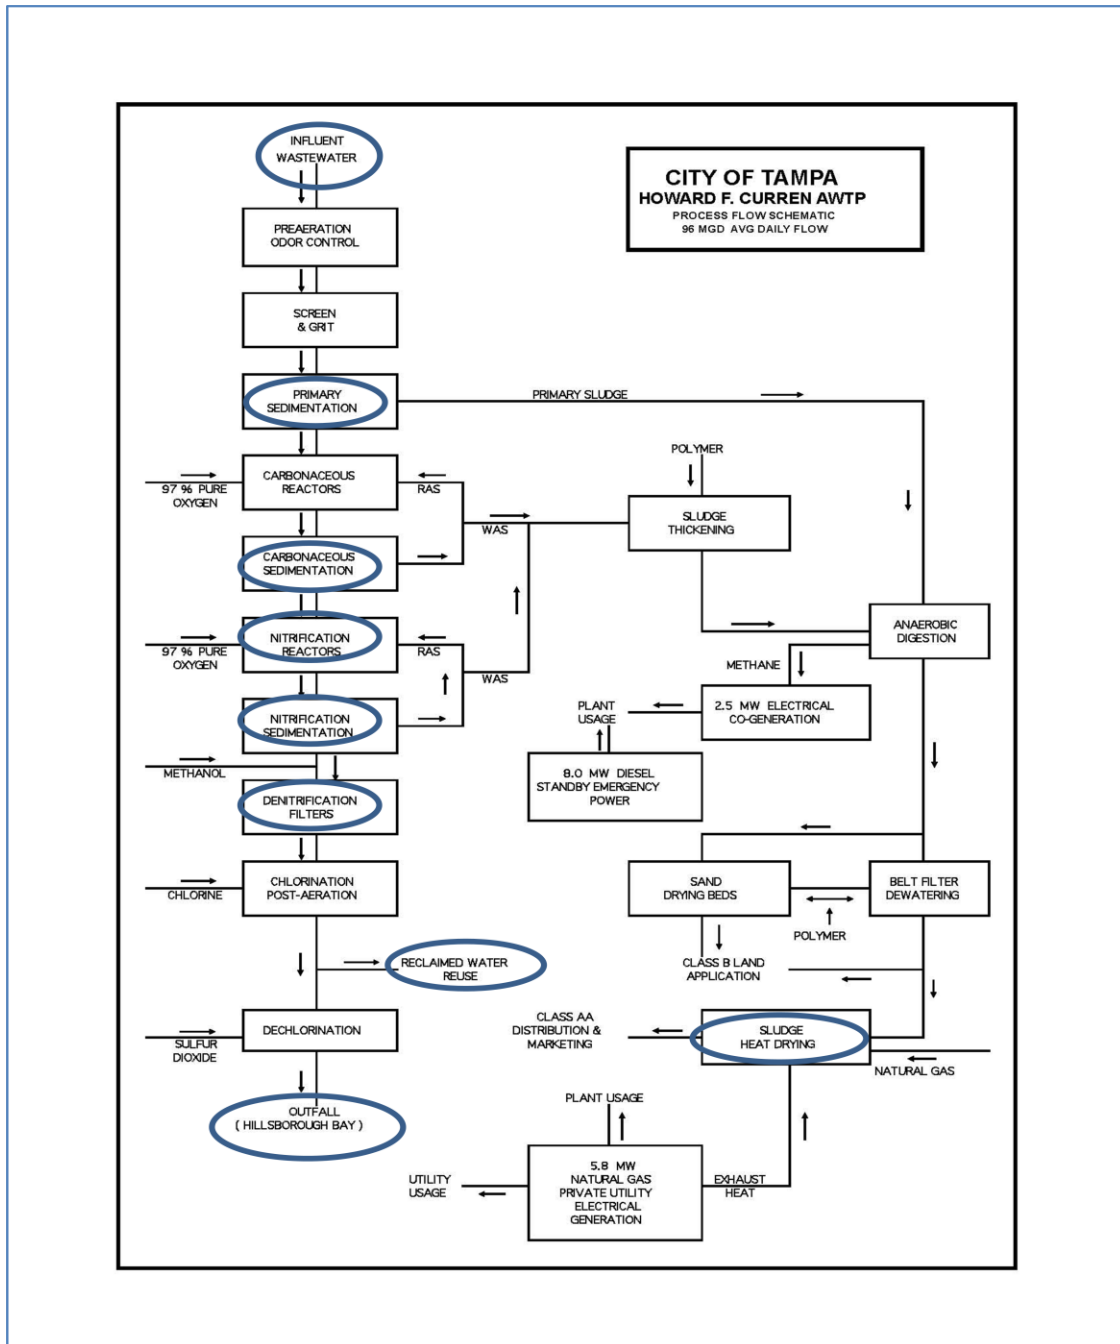 CITY OF TAMPA
HOWARD F. CURREN AWTP
PROCESS FLOW SCHEMATIC
96 MGD AVG DAILY FLOW
INFLUENT
WASTEWATER
PREAERATION
ODOR CONTROL
SCREEN
& GRIT
PRIMARY
SEDIMENTATION
PRIMARY SLUDGE
CARBONACEOUS
REACTORS
97 % PURE
OXYGEN
RAS
WAS
POLYMER
SLUDGE
THICKENING
CARBONACEOUS
SEDIMENTATION
NITRIFICATION
REACTORS
97 % PURE
OXYGEN
RAS
WAS
ANAEROBIC
DIGESTION
METHANE
NITRIFICATION
SEDIMENTATION
PLANT
USAGE
2.5 MW ELECTRICAL
CO-GENERATION
METHANOL
8.0 MW DIESEL
STANDBY EMERGENCY
POWER
DENITRIFICATION
FILTERS
CHLORINATION
POST-AERATION
CHLORINE
SAND
DRYING BEDS
BELT FILTER
DEWATERING
POLYMER
RECLAIMED WATER
REUSE
CLASS B LAND
APPLICATION
DECHLORINATION
SULFUR
DIOXIDE
CLASS AA
DISTRIBUTION &
MARKETING
SLUDGE
HEAT DRYING
NATURAL GAS
OUTFALL
( HILLSBOROUGH BAY )
PLANT USAGE
UTILITY
USAGE
5.8 MW
NATURAL GAS
PRIVATE UTILITY
ELECTRICAL
GENERATION
EXHAUST
HEAT